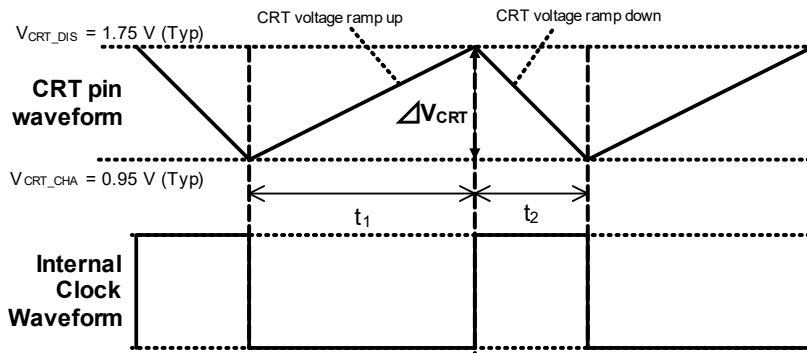 CRT voltage ramp up
CRT voltage ramp down
VCRT_DIS = 1.75 V (Typ)
CRT pin
waveform
⊿VCRT
VCRT_CHA = 0.95 V (Typ)
t1
t2
Internal
Clock
Waveform